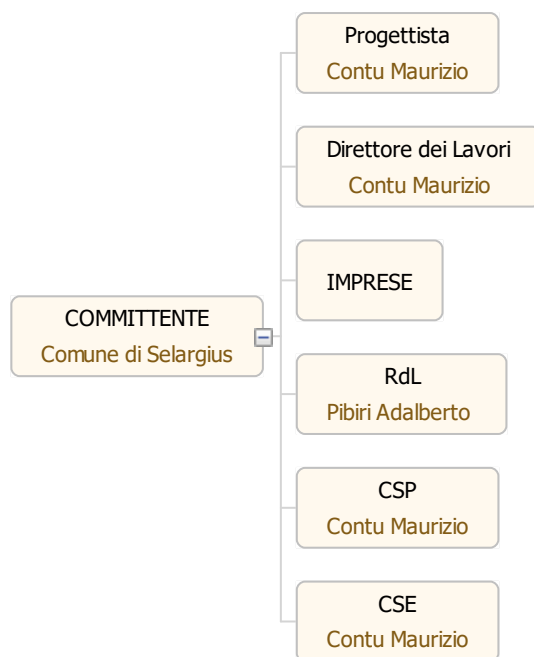 Progettista
Contu Maurizio
Direttore dei Lavori
Contu Maurizio
IMPRESE
COMMITTENTE
Comune di Selargius
RdL
Pibiri Adalberto
CSP
Contu Maurizio
CSE
Contu Maurizio